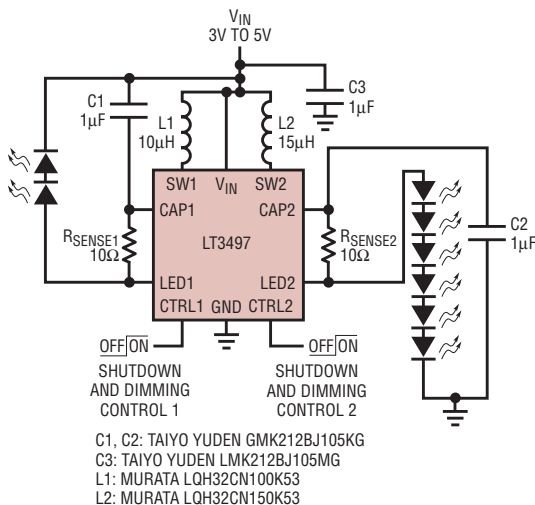 VIN
3V TO 5V
C1
1µF
L1
10µH
L2
15µH
C3
1µF
SW1
VIN
SW2
CAP1
CAP2
RSENSE1
10Ω
LT3497
RSENSE2
10Ω
C2
1µF
LED1
LED2
CTRL1
GND
CTRL2
OFF ON
OFF ON
SHUTDOWN
AND DIMMING
CONTROL 1
SHUTDOWN
AND DIMMING
CONTROL 2
C1, C2: TAIYO YUDEN GMK212BJ105KG
C3: TAIYO YUDEN LMK212BJ105MG
L1: MURATA LQH32CN100K53
L2: MURATA LQH32CN150K53